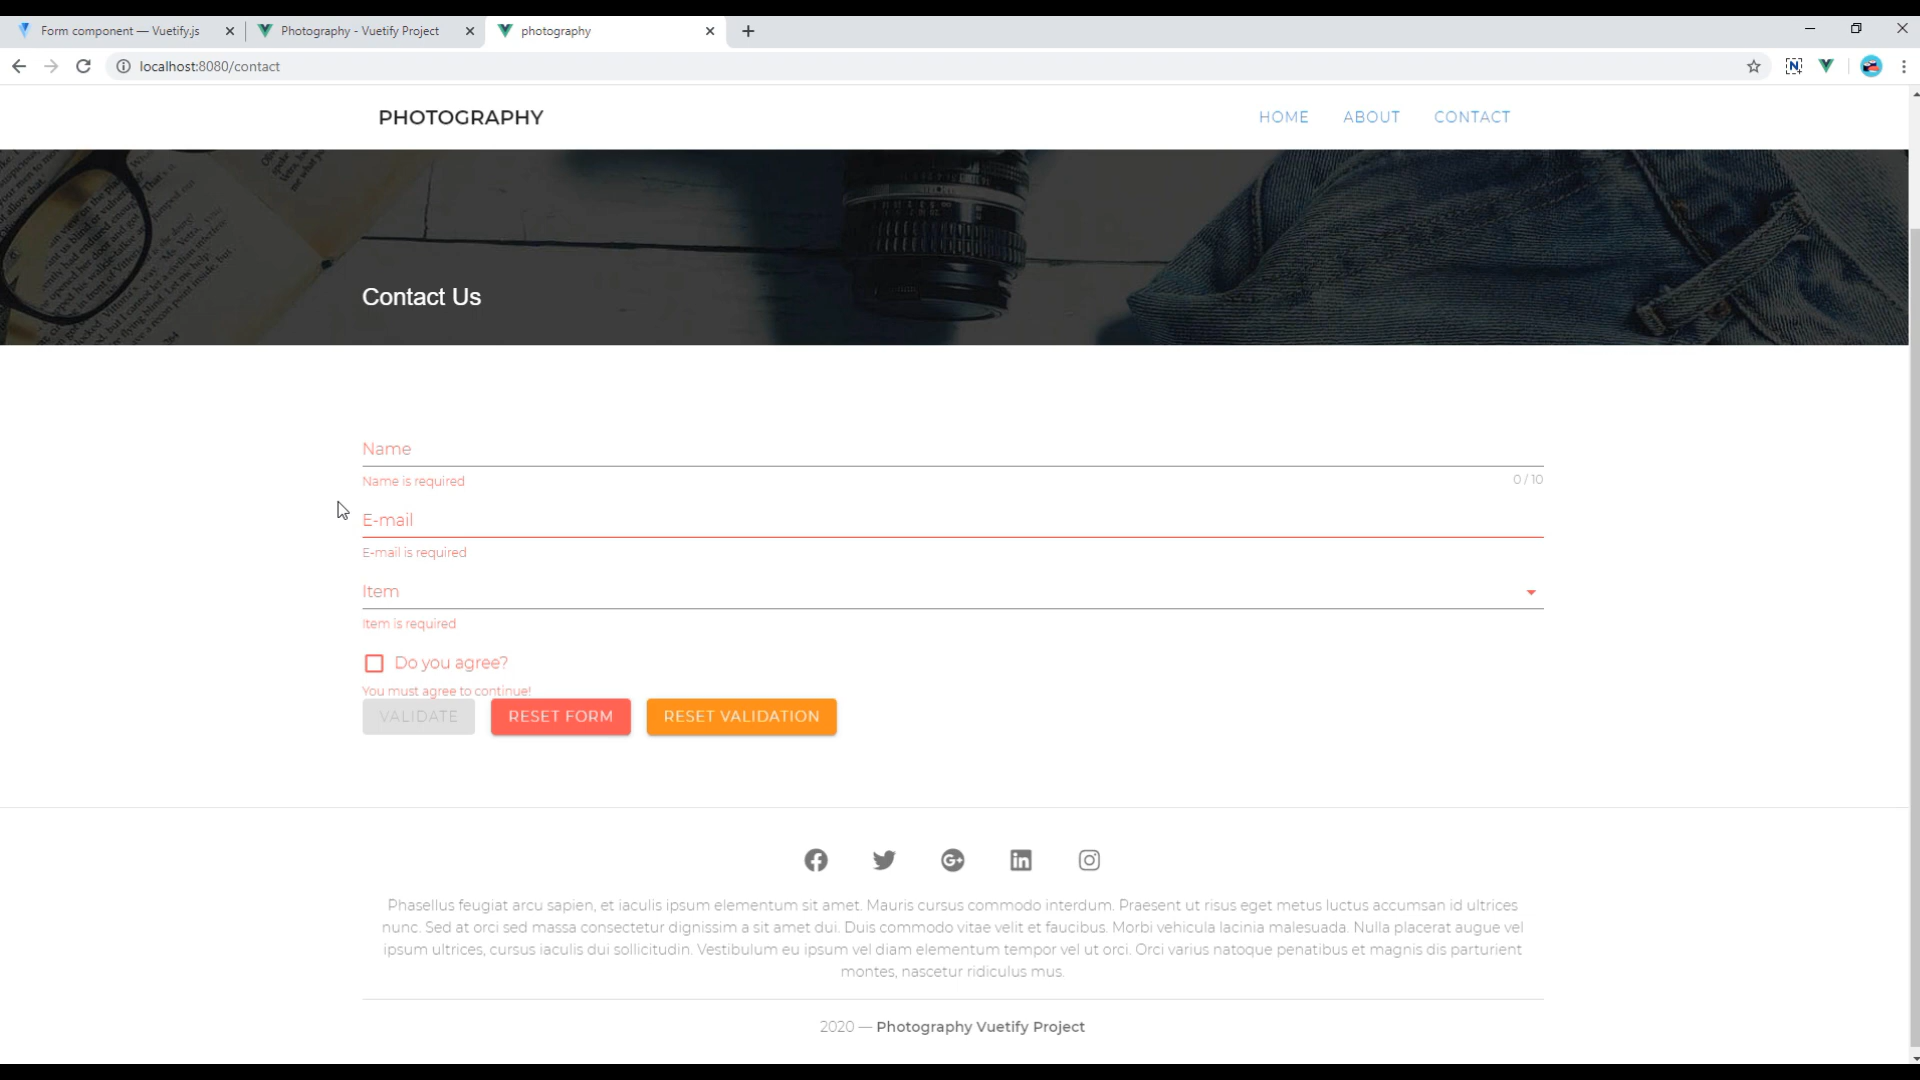 Form component — Vuetify.js
Photography - Vuetify Project
photography
localhost:8080/contact
PHOTOGRAPHY
HOME
ABOUT
CONTACT
Contact Us
Name
Name is required
0 / 10
E-mail
E-mail is required
Item
Item is required
Do you agree?
You must agree to continue!
VALIDATE
RESET FORM
RESET VALIDATION
Phasellus feugiat arcu sapien, et iaculis ipsum elementum sit amet. Mauris cursus commodo interdum. Praesent ut risus eget metus luctus accumsan id ultrices
nunc. Sed at orci sed massa consectetur dignissim a sit amet dui. Duis commodo vitae velit et faucibus. Morbi vehicula lacinia malesuada. Nulla placerat augue vel
ipsum ultrices, cursus iaculis dui sollicitudin. Vestibulum eu ipsum vel diam elementum tempor vel ut orci. Orci varius natoque penatibus et magnis dis parturient
montes, nascetur ridiculus mus.
2020 — Photography Vuetify Project